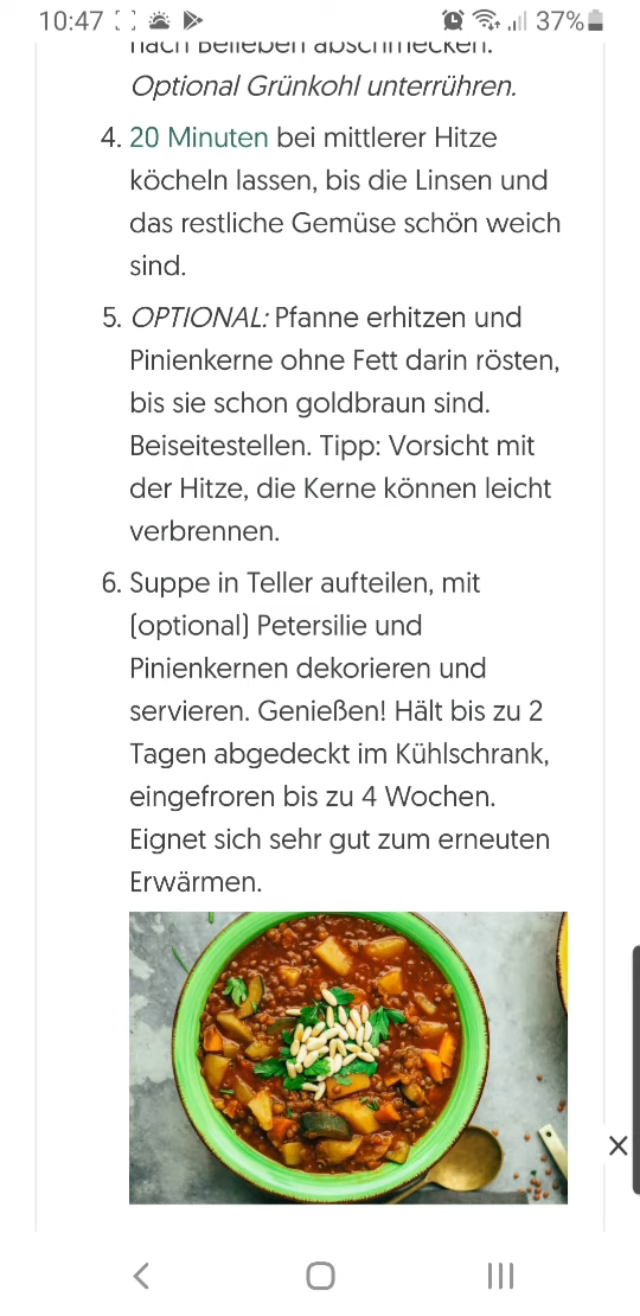 10:47 37%
nach Belieben abschmecken.
Optional Grünkohl unterrühren.
4. 20 Minuten bei mittlerer Hitze
köcheln lassen, bis die Linsen und
das restliche Gemüse schön weich
sind.
5. OPTIONAL: Pfanne erhitzen und
Pinienkerne ohne Fett darin rösten,
bis sie schon goldbraun sind.
Beiseitestellen. Tipp: Vorsicht mit
der Hitze, die Kerne können leicht
verbrennen.
6. Suppe in Teller aufteilen, mit
(optional) Petersilie und
Pinienkernen dekorieren und
servieren. Genießen! Hält bis zu 2
Tagen abgedeckt im Kühlschrank,
eingefroren bis zu 4 Wochen.
Eignet sich sehr gut zum erneuten
Erwärmen.